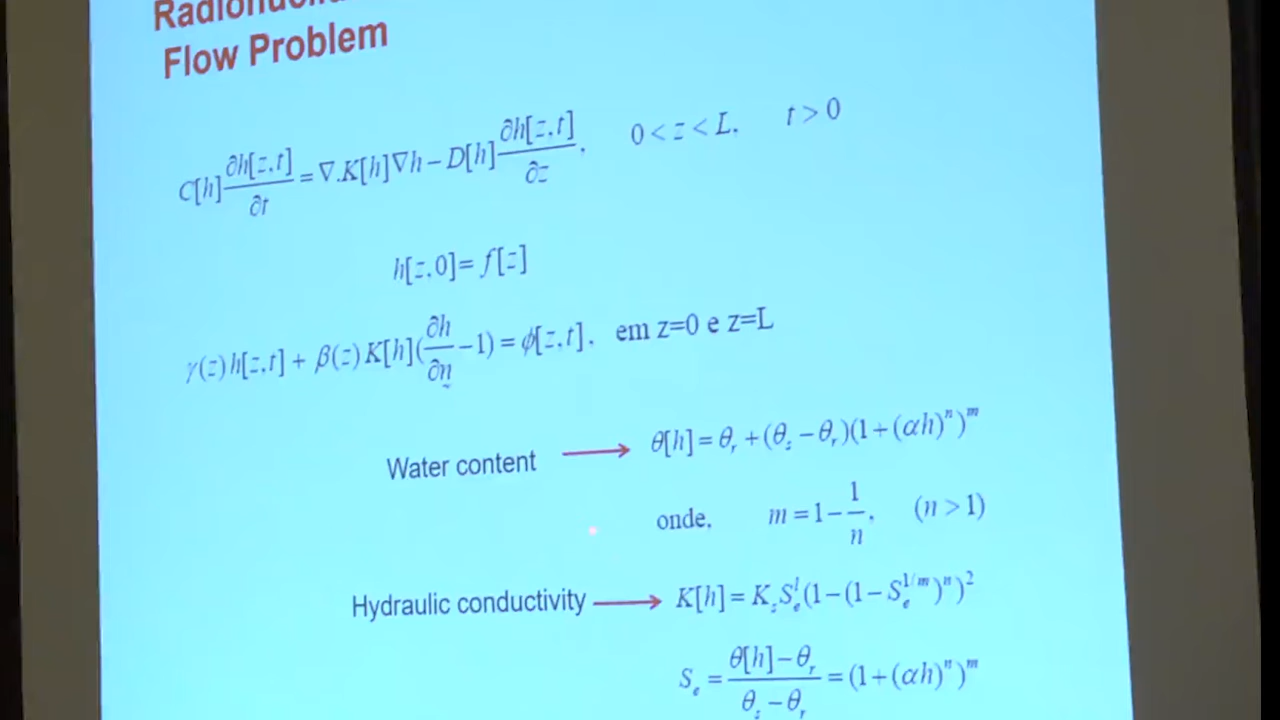 Flow Problem
C[h] ∂h[z,t]/∂t = ∇.K[h]∇h − D[h] ∂h[z,t]/∂z, 0 < z < L, t > 0
h[z,0] = f[z]
γ(z)h[z,t] + β(z)K[h](∂h/∂n − 1) = ϕ[z,t], em z=0 e z=L
Water content → θ[h] = θ_r + (θ_s − θ_r)(1 + (αh)^n)^m
onde, m = 1 − 1/n, (n > 1)
Hydraulic conductivity → K[h] = K_s S_e^l (1 − (1 − S_e^{1/m})^n)^2
S_e = (θ[h] − θ_r)/(θ_s − θ_r) = (1 + (αh)^n)^m